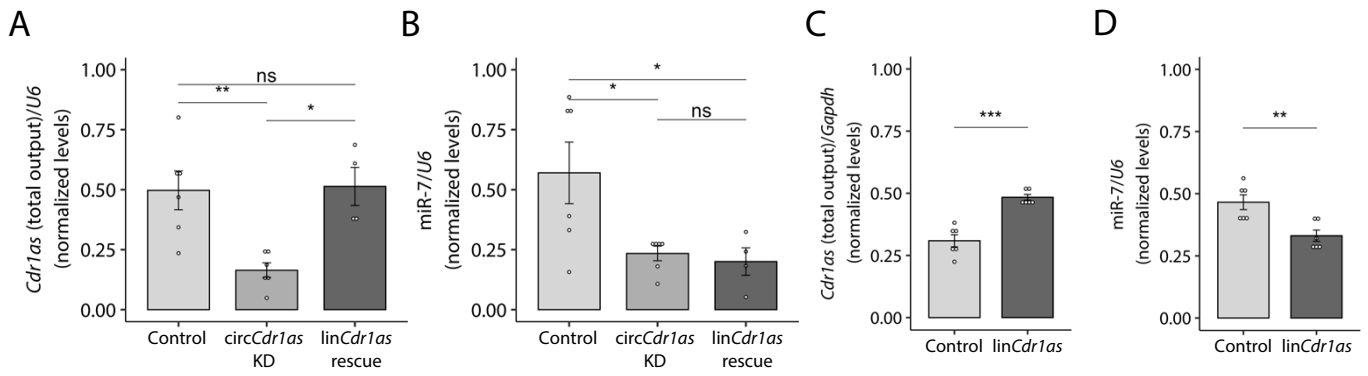 A
Cdr1as (total output)/U6
(normalized levels)
1.00
0.75
0.50
0.25
0.00
ns
**
*
Control
circCdr1as
KD
linCdr1as
rescue
B
miR-7/U6
(normalized levels)
1.00
0.75
0.50
0.25
0.00
*
*
ns
Control
circCdr1as
KD
linCdr1as
rescue
C
Cdr1as (total output)/Gapdh
(normalized levels)
1.00
0.75
0.50
0.25
0.00
***
Control
linCdr1as
D
miR-7/U6
(normalized levels)
1.00
0.75
0.50
0.25
0.00
**
Control
linCdr1as